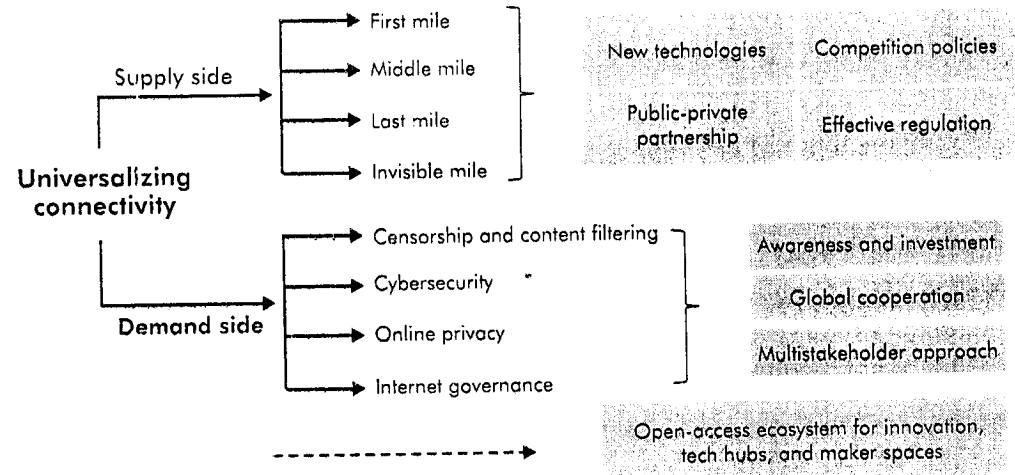 Supply side
First mile
Middle mile
Last mile
Invisible mile
New technologies
Competition policies
Public-private
partnership
Effective regulation
Universalizing
connectivity
Demand side
Censorship and content filtering
Cybersecurity
Online privacy
Internet governance
Awareness and investment
Global cooperation
Multistakeholder approach
Open-access ecosystem for innovation,
tech hubs, and maker spaces